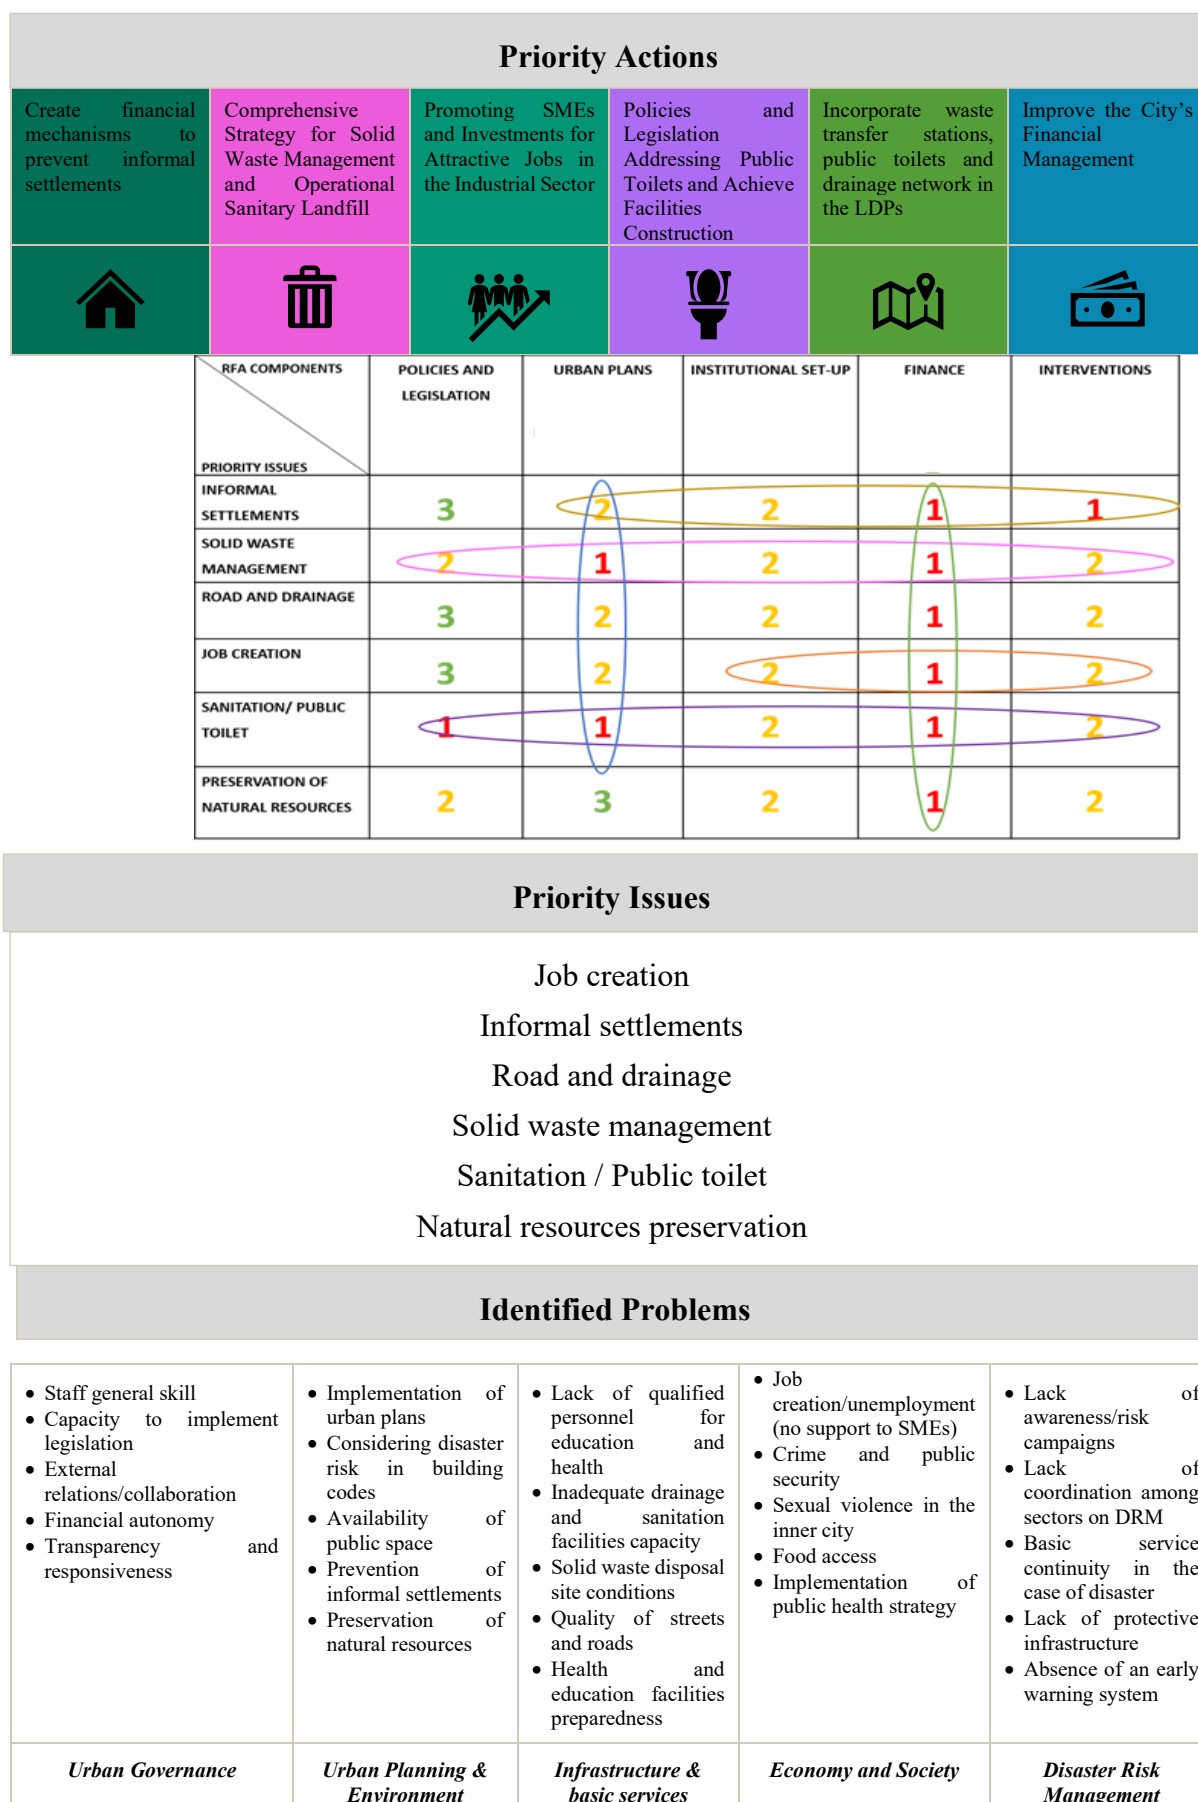 Priority Actions
Create financial
mechanisms to
prevent informal
settlements
Comprehensive
Strategy for Solid
Waste Management
and Operational
Sanitary Landfill
Promoting SMEs
and Investments for
Attractive Jobs in
the Industrial Sector
Policies and
Legislation
Addressing Public
Toilets and Achieve
Facilities
Construction
Incorporate waste
transfer stations,
public toilets and
drainage network in
the LDPs
Improve the City's
Financial
Management
RFA COMPONENTS
PRIORITY ISSUES
POLICIES AND
LEGISLATION
URBAN PLANS
INSTITUTIONAL SET-UP
FINANCE
INTERVENTIONS
INFORMAL
SETTLEMENTS
3 2 2 1 1
SOLID WASTE
MANAGEMENT
2 1 2 1 2
ROAD AND DRAINAGE
3 2 2 1 2
JOB CREATION
3 2 2 1 2
SANITATION/ PUBLIC
TOILET
1 1 2 1 2
PRESERVATION OF
NATURAL RESOURCES
2 3 2 1 2
Priority Issues
Job creation
Informal settlements
Road and drainage
Solid waste management
Sanitation / Public toilet
Natural resources preservation
Identified Problems
• Staff general skill
• Capacity to implement
legislation
• External
relations/collaboration
• Financial autonomy
• Transparency and
responsiveness
• Implementation of
urban plans
• Considering disaster
risk in building
codes
• Availability of
public space
• Prevention of
informal settlements
• Preservation of
natural resources
• Lack of qualified
personnel for
education and
health
• Inadequate drainage
and sanitation
facilities capacity
• Solid waste disposal
site conditions
• Quality of streets
and roads
• Health and
education facilities
preparedness
• Job
creation/unemployment
(no support to SMEs)
• Crime and public
security
• Sexual violence in the
inner city
• Food access
• Implementation of
public health strategy
• Lack of
awareness/risk
campaigns
• Lack of
coordination among
sectors on DRM
• Basic service
continuity in the
case of disaster
• Lack of protective
infrastructure
• Absence of an early
warning system
Urban Governance
Urban Planning &
Environment
Infrastructure &
basic services
Economy and Society
Disaster Risk
Management